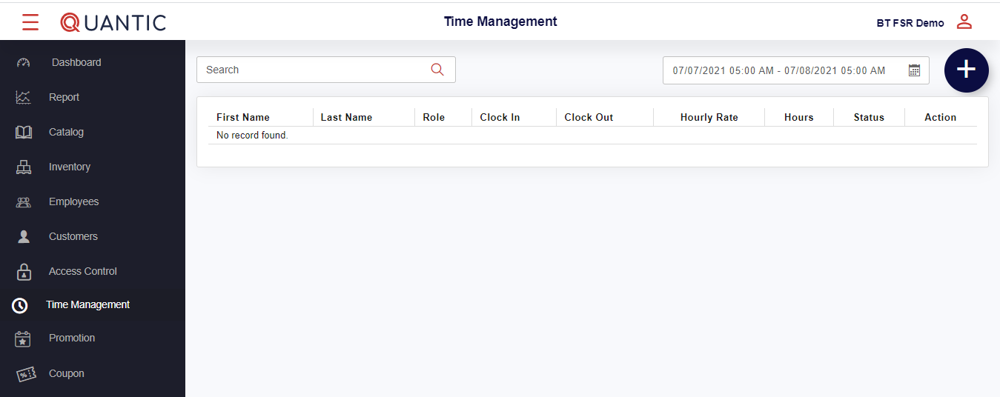 QUANTIC
Time Management
BT FSR Demo
Dashboard
Report
Catalog
Inventory
Employees
Customers
Access Control
Time Management
Promotion
Coupon
Search
07/07/2021 05:00 AM - 07/08/2021 05:00 AM
First Name Last Name Role Clock In Clock Out Hourly Rate Hours Status Action
No record found.